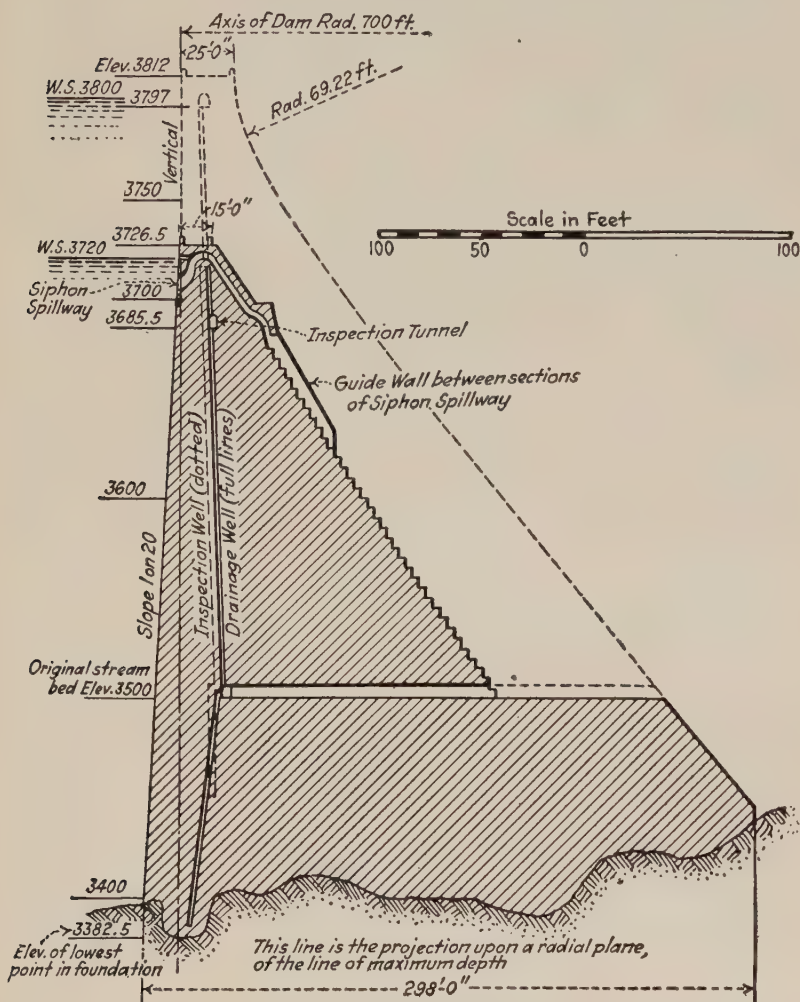 Axis of Dam Rad. 700 ft.
25'-0"
Elev. 3812
W.S. 3800
3797
Rad. 69.22 ft.
Vertical
3750
15'-0"
3726.5
Scale in Feet
100 50 0 100
W.S. 3720
Siphon
Spillway
3700
3685.5
Inspection Tunnel
Guide Wall between sections
of Siphon Spillway
3600
Inspection Well (dotted)
Drainage Well (full lines)
Slope 1 on 20
Original stream
bed Elev. 3500
3400
3382.5
Elev. of lowest
point in foundation
This line is the projection upon a radial plane,
of the line of maximum depth
298'-0"